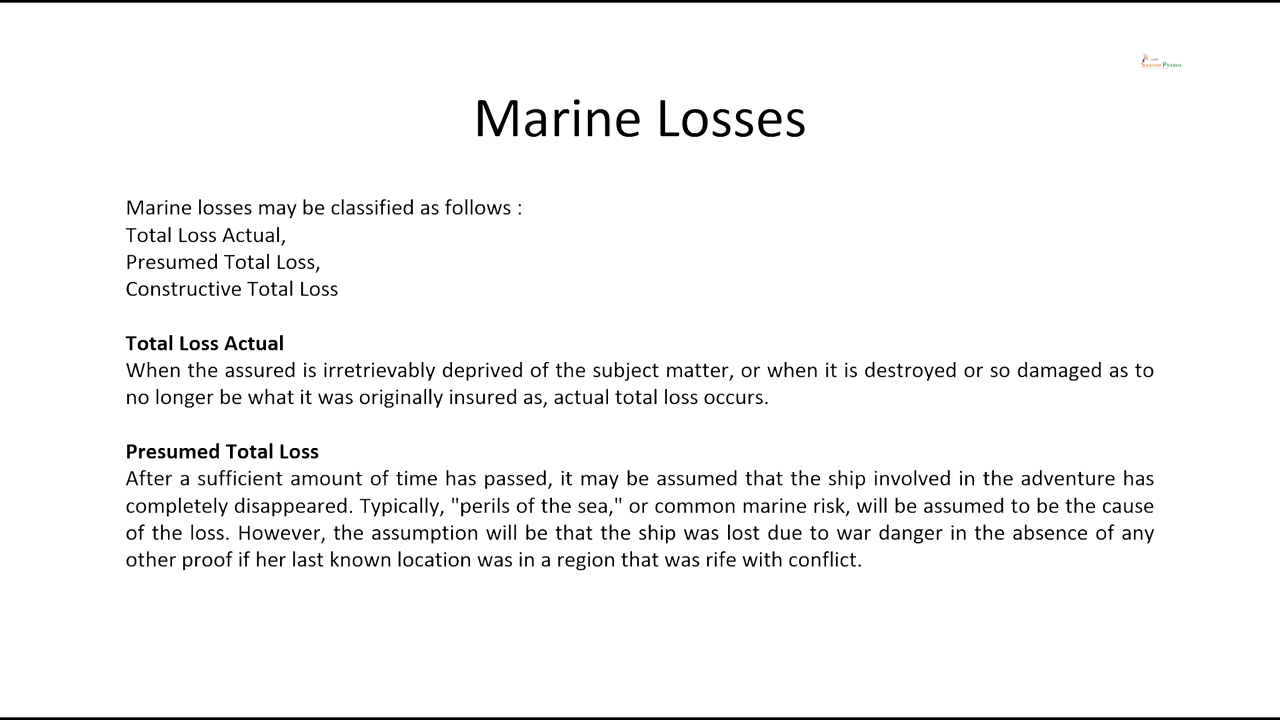 Swayam Prabha
Marine Losses
Marine losses may be classified as follows :
Total Loss Actual,
Presumed Total Loss,
Constructive Total Loss
Total Loss Actual
When the assured is irretrievably deprived of the subject matter, or when it is destroyed or so damaged as to
no longer be what it was originally insured as, actual total loss occurs.
Presumed Total Loss
After a sufficient amount of time has passed, it may be assumed that the ship involved in the adventure has
completely disappeared. Typically, "perils of the sea," or common marine risk, will be assumed to be the cause
of the loss. However, the assumption will be that the ship was lost due to war danger in the absence of any
other proof if her last known location was in a region that was rife with conflict.